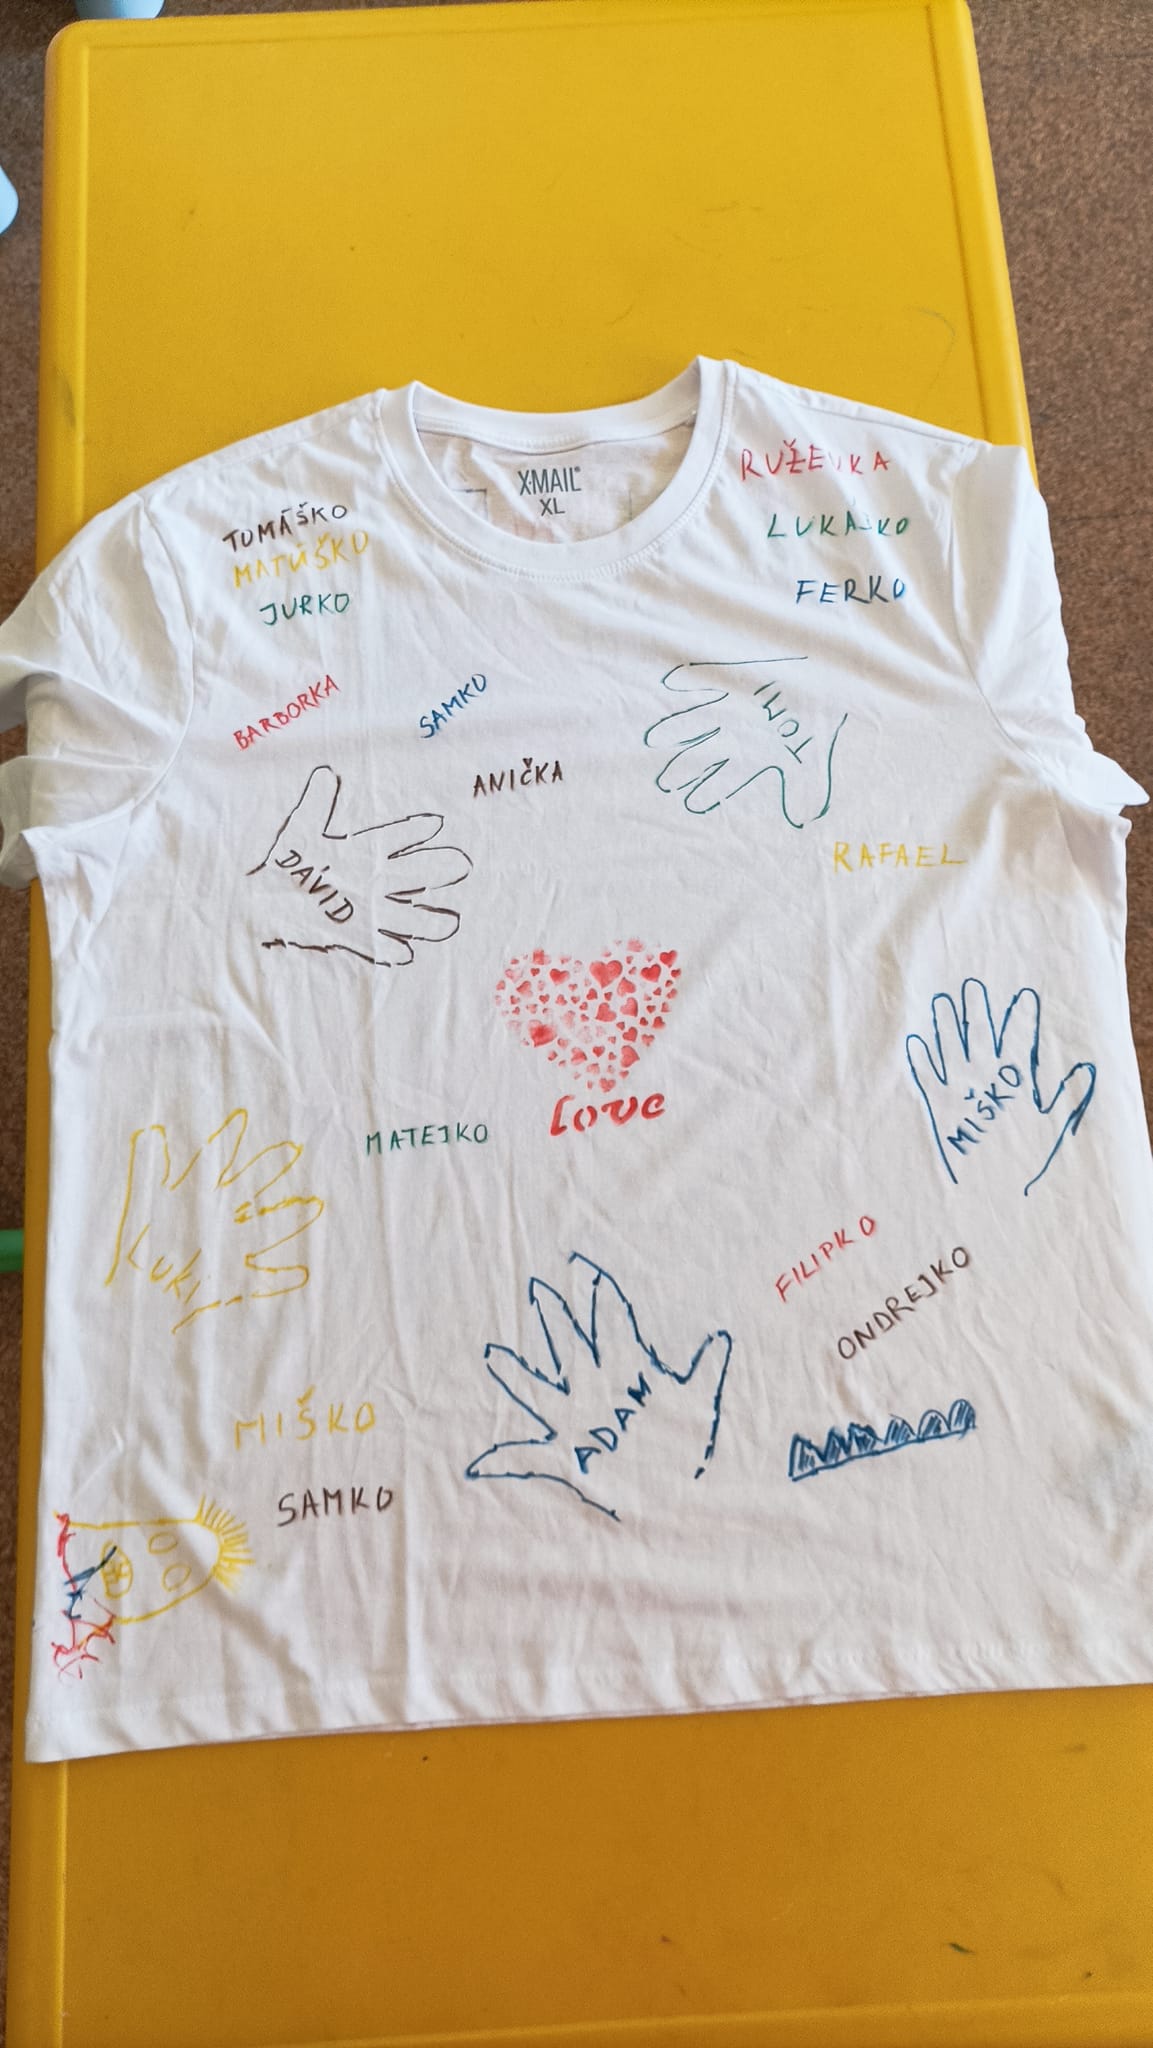 X·MAIL®
XL
TOMÁŠKO
MATÚŠKO
JURKO
RUŽENKA
LUKÁŠKO
FERKO
BARBORKA
SAMKO
ANIČKA
TOMI
DÁVID
RAFAEL
Love
MIŠKO
MATEJKO
LUKI
FILIPKO
ONDREJKO
ADAM
MIŠKO
SAMKO